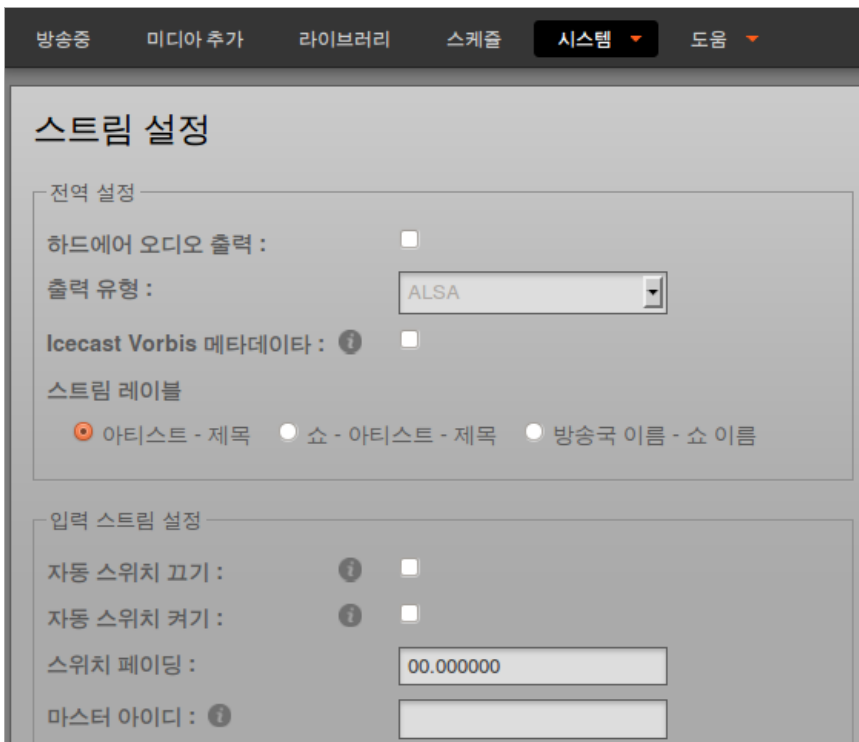 방송중 미디어 추가 라이브러리 스케쥴 시스템 도움
스트림 설정
전역 설정
하드에어 오디오 출력 :
출력 유형 : ALSA
Icecast Vorbis 메타데이타 :
스트림 레이블
아티스트 - 제목 쇼 - 아티스트 - 제목 방송국 이름 - 쇼 이름
입력 스트림 설정
자동 스위치 끄기 :
자동 스위치 켜기 :
스위치 페이딩 : 00.000000
마스터 아이디 :